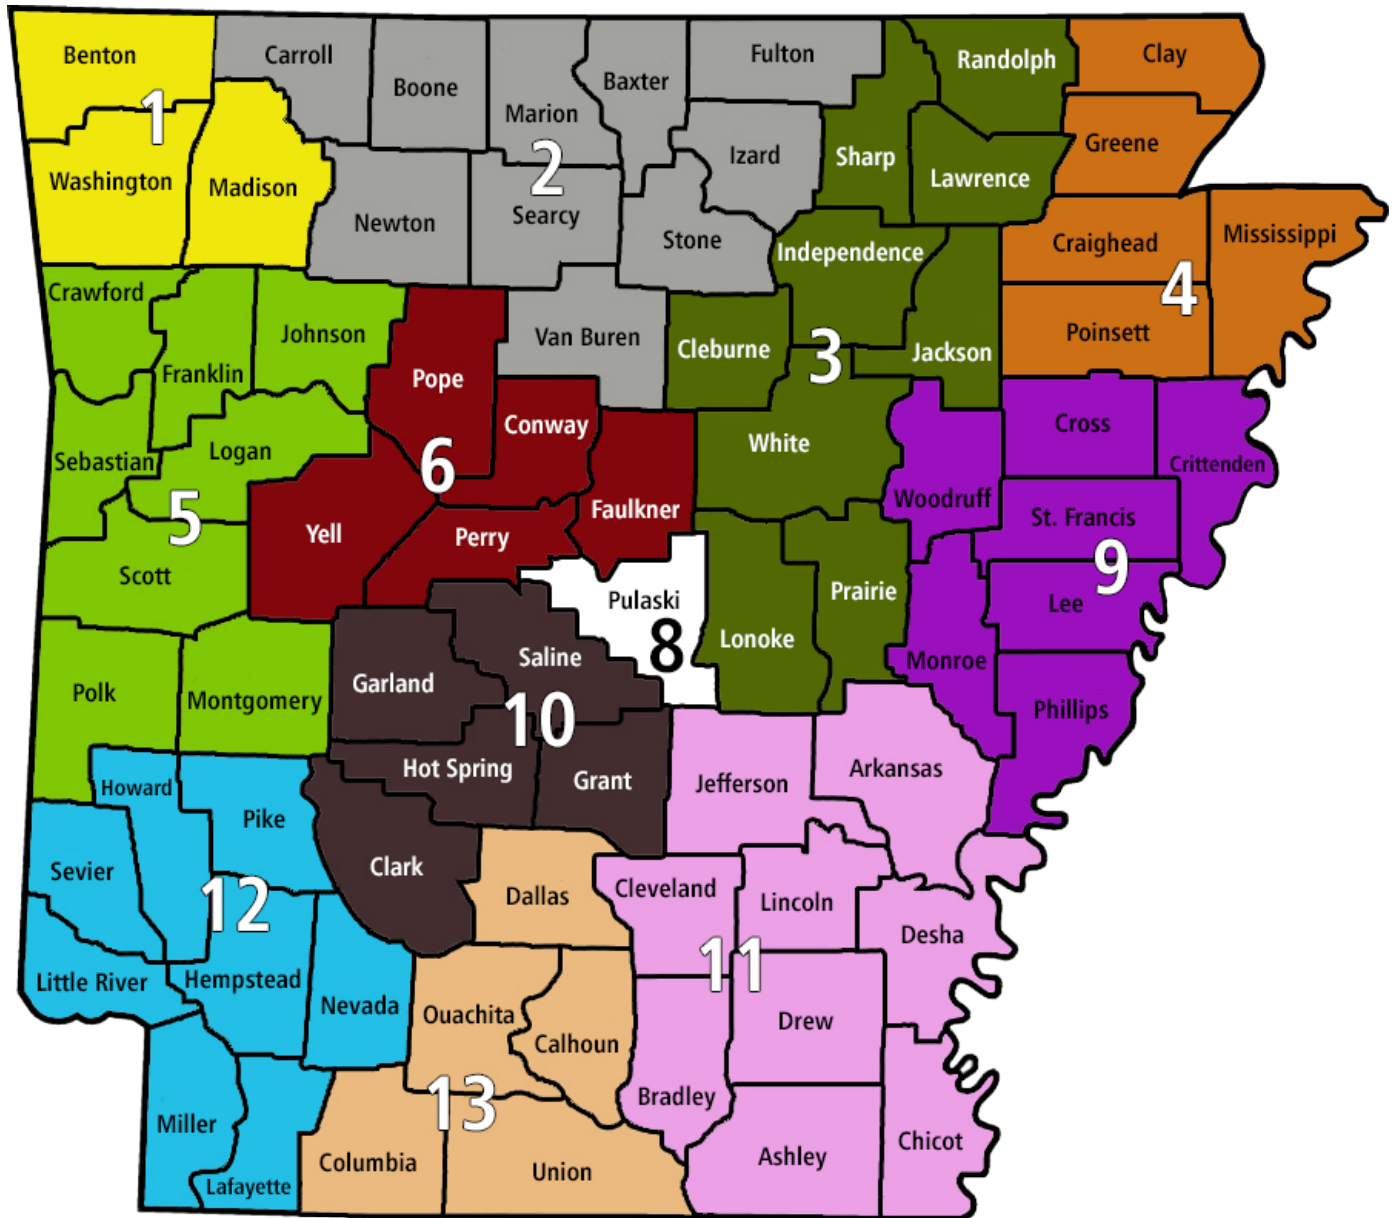 Benton
Carroll
Boone
Marion
Baxter
Fulton
Randolph
Clay
1
Washington
Madison
Newton
2
Searcy
Stone
Izard
Sharp
Lawrence
Greene
Craighead
Mississippi
4
Poinsett
Crawford
Franklin
Johnson
Pope
Van Buren
Cleburne
Independence
3
Jackson
White
Sebastian
Logan
5
Scott
Yell
6
Conway
Perry
Faulkner
Woodruff
Cross
Crittenden
St. Francis
9
Lee
Monroe
Phillips
Pulaski
8
Lonoke
Prairie
Polk
Montgomery
Garland
Saline
10
Hot Spring
Grant
Clark
Jefferson
Arkansas
Howard
Pike
Sevier
12
Little River
Hempstead
Nevada
Miller
Lafayette
Dallas
Ouachita
Calhoun
13
Columbia
Union
Cleveland
Lincoln
11
Desha
Drew
Bradley
Ashley
Chicot